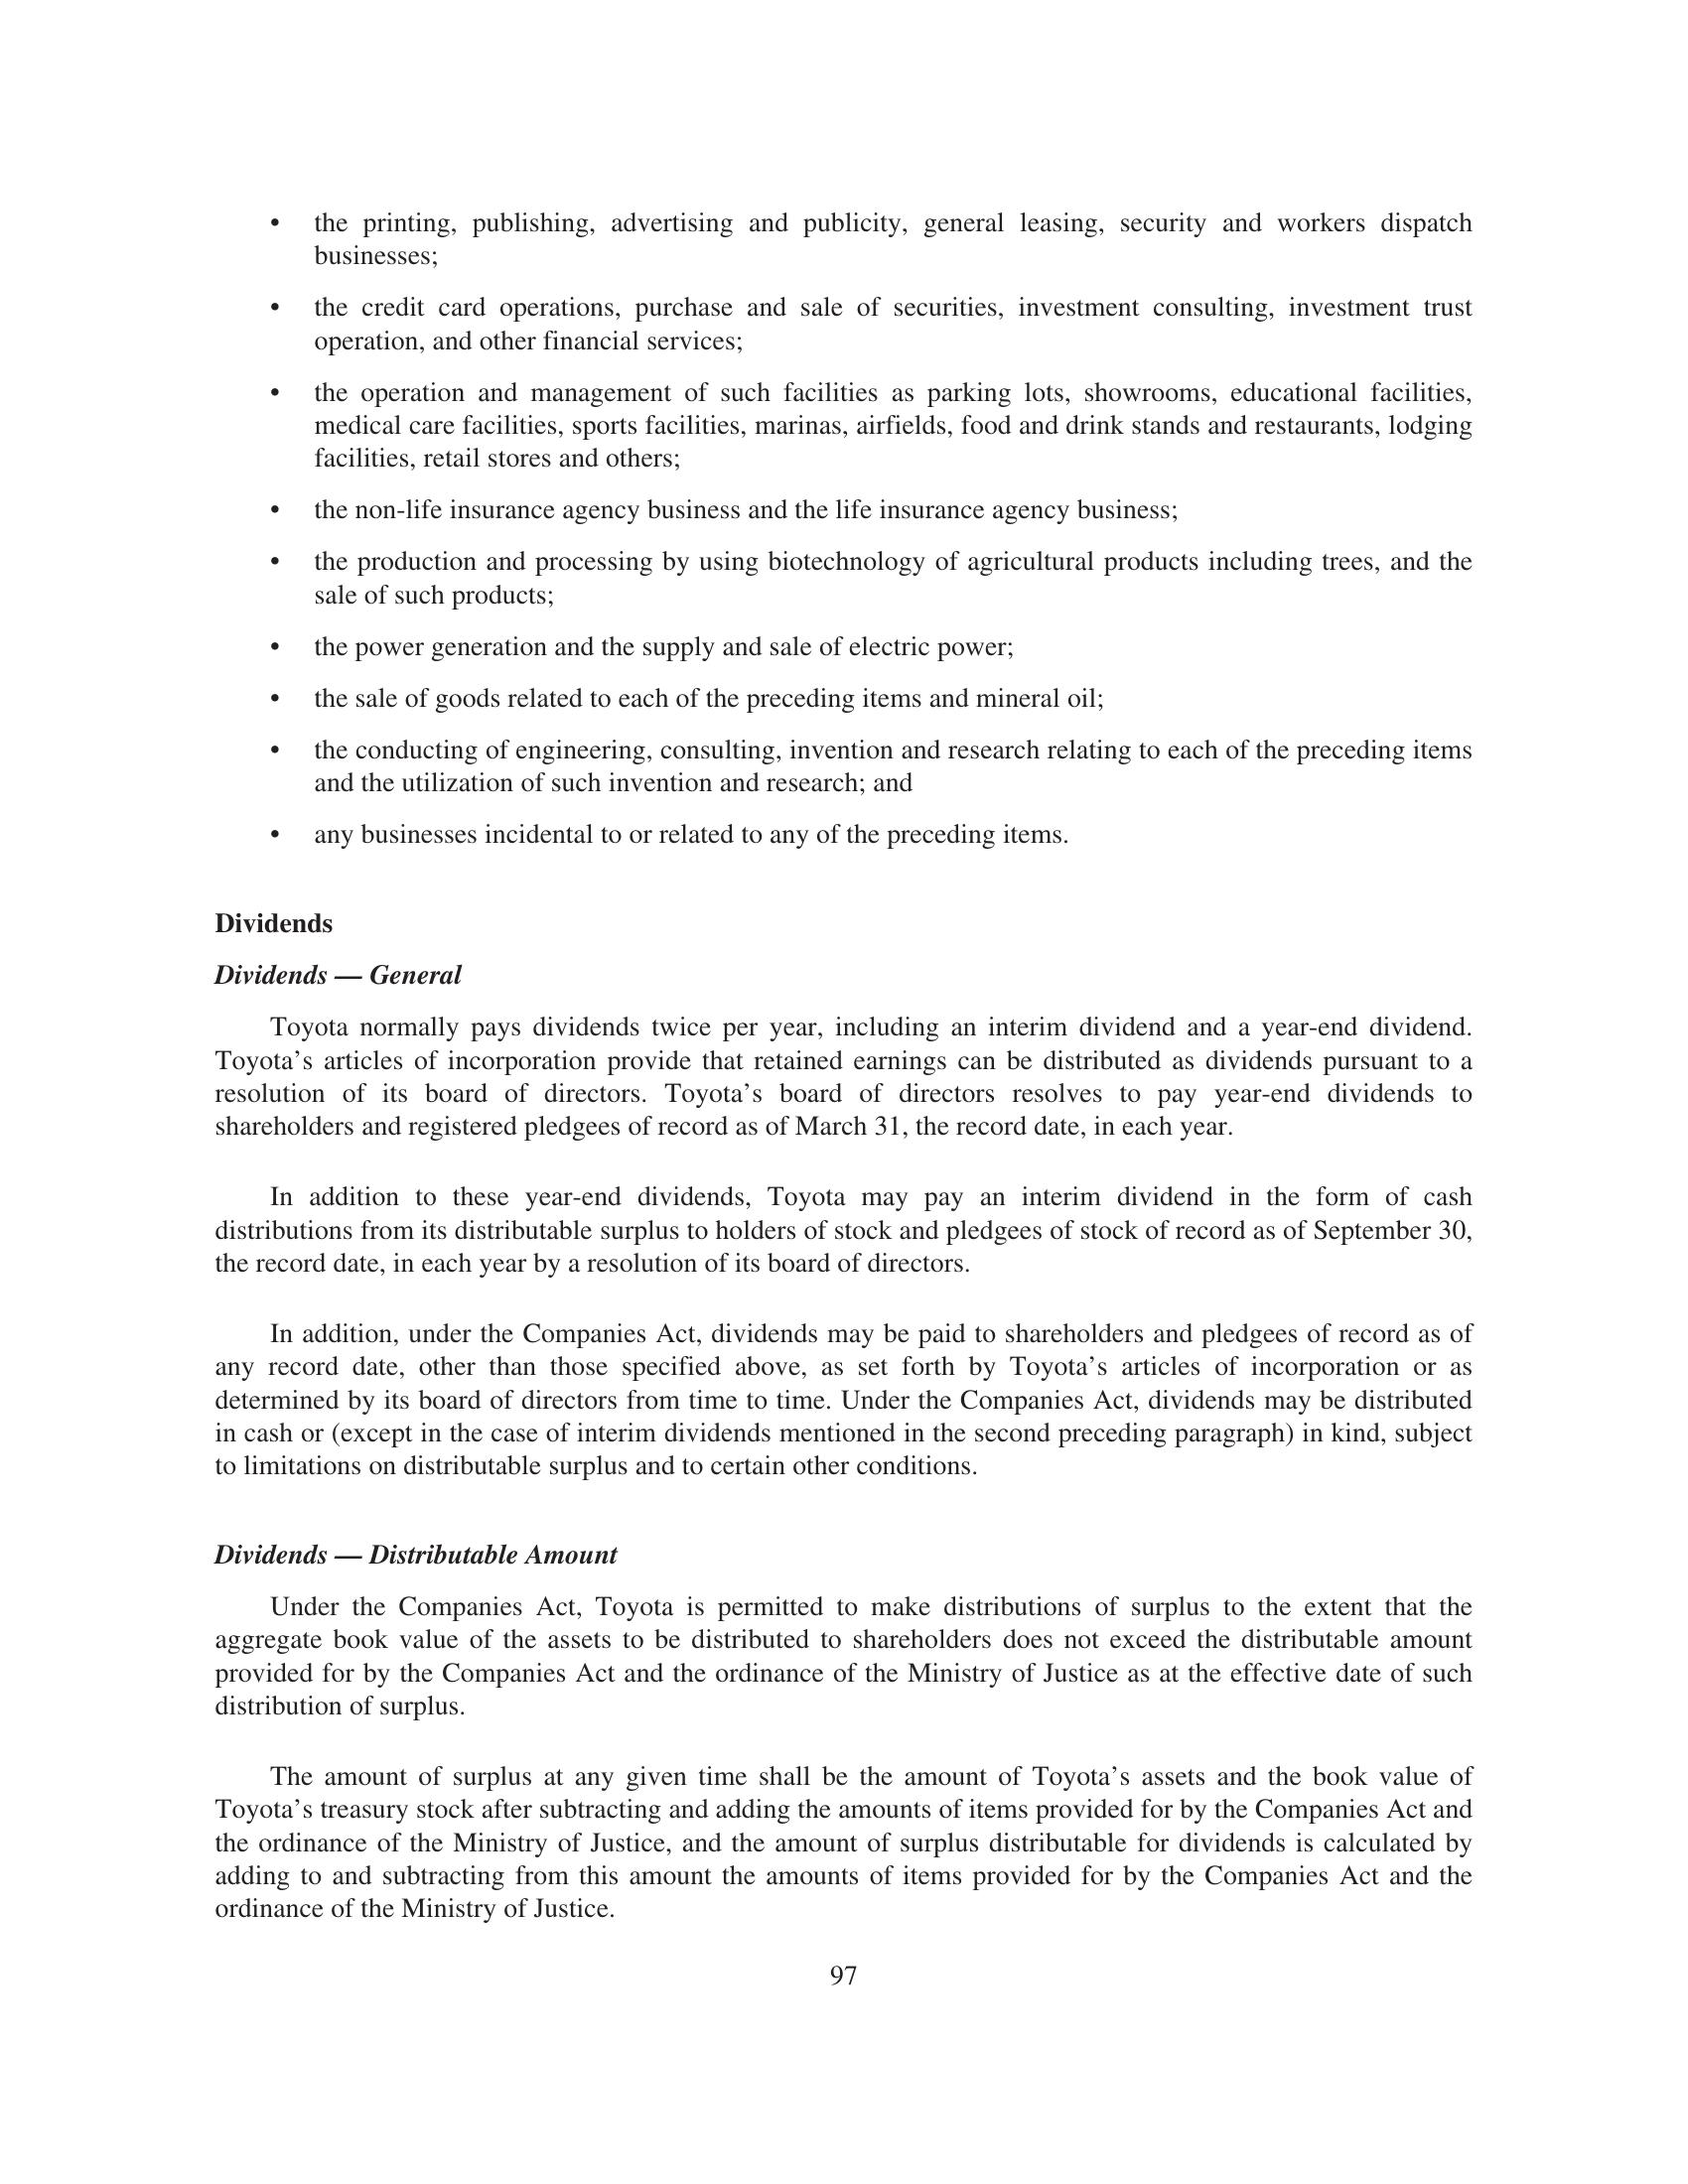 • the printing, publishing, advertising and publicity, general leasing, security and workers dispatch
businesses;
• the credit card operations, purchase and sale of securities, investment consulting, investment trust
operation, and other financial services;
• the operation and management of such facilities as parking lots, showrooms, educational facilities,
medical care facilities, sports facilities, marinas, airfields, food and drink stands and restaurants, lodging
facilities, retail stores and others;
• the non-life insurance agency business and the life insurance agency business;
• the production and processing by using biotechnology of agricultural products including trees, and the
sale of such products;
• the power generation and the supply and sale of electric power;
• the sale of goods related to each of the preceding items and mineral oil;
• the conducting of engineering, consulting, invention and research relating to each of the preceding items
and the utilization of such invention and research; and
• any businesses incidental to or related to any of the preceding items.
Dividends
Dividends — General
Toyota normally pays dividends twice per year, including an interim dividend and a year-end dividend.
Toyota’s articles of incorporation provide that retained earnings can be distributed as dividends pursuant to a
resolution of its board of directors. Toyota’s board of directors resolves to pay year-end dividends to
shareholders and registered pledgees of record as of March 31, the record date, in each year.
In addition to these year-end dividends, Toyota may pay an interim dividend in the form of cash
distributions from its distributable surplus to holders of stock and pledgees of stock of record as of September 30,
the record date, in each year by a resolution of its board of directors.
In addition, under the Companies Act, dividends may be paid to shareholders and pledgees of record as of
any record date, other than those specified above, as set forth by Toyota’s articles of incorporation or as
determined by its board of directors from time to time. Under the Companies Act, dividends may be distributed
in cash or (except in the case of interim dividends mentioned in the second preceding paragraph) in kind, subject
to limitations on distributable surplus and to certain other conditions.
Dividends — Distributable Amount
Under the Companies Act, Toyota is permitted to make distributions of surplus to the extent that the
aggregate book value of the assets to be distributed to shareholders does not exceed the distributable amount
provided for by the Companies Act and the ordinance of the Ministry of Justice as at the effective date of such
distribution of surplus.
The amount of surplus at any given time shall be the amount of Toyota’s assets and the book value of
Toyota’s treasury stock after subtracting and adding the amounts of items provided for by the Companies Act and
the ordinance of the Ministry of Justice, and the amount of surplus distributable for dividends is calculated by
adding to and subtracting from this amount the amounts of items provided for by the Companies Act and the
ordinance of the Ministry of Justice.
97